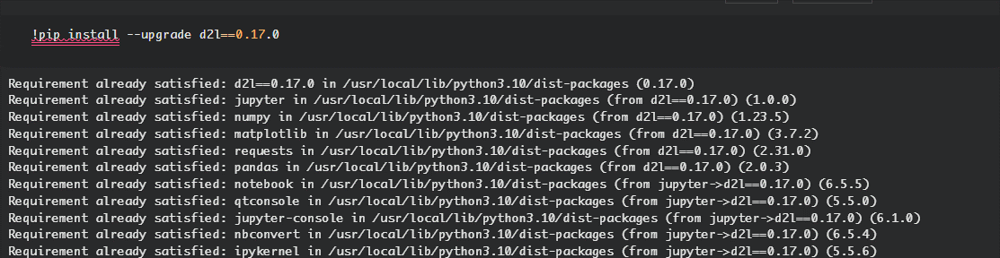 !pip install --upgrade d2l==0.17.0
Requirement already satisfied: d2l==0.17.0 in /usr/local/lib/python3.10/dist-packages (0.17.0)
Requirement already satisfied: jupyter in /usr/local/lib/python3.10/dist-packages (from d2l==0.17.0) (1.0.0)
Requirement already satisfied: numpy in /usr/local/lib/python3.10/dist-packages (from d2l==0.17.0) (1.23.5)
Requirement already satisfied: matplotlib in /usr/local/lib/python3.10/dist-packages (from d2l==0.17.0) (3.7.2)
Requirement already satisfied: requests in /usr/local/lib/python3.10/dist-packages (from d2l==0.17.0) (2.31.0)
Requirement already satisfied: pandas in /usr/local/lib/python3.10/dist-packages (from d2l==0.17.0) (2.0.3)
Requirement already satisfied: notebook in /usr/local/lib/python3.10/dist-packages (from jupyter->d2l==0.17.0) (6.5.5)
Requirement already satisfied: qtconsole in /usr/local/lib/python3.10/dist-packages (from jupyter->d2l==0.17.0) (5.5.0)
Requirement already satisfied: jupyter-console in /usr/local/lib/python3.10/dist-packages (from jupyter->d2l==0.17.0) (6.1.0)
Requirement already satisfied: nbconvert in /usr/local/lib/python3.10/dist-packages (from jupyter->d2l==0.17.0) (6.5.4)
Requirement already satisfied: ipykernel in /usr/local/lib/python3.10/dist-packages (from jupyter->d2l==0.17.0) (5.5.6)